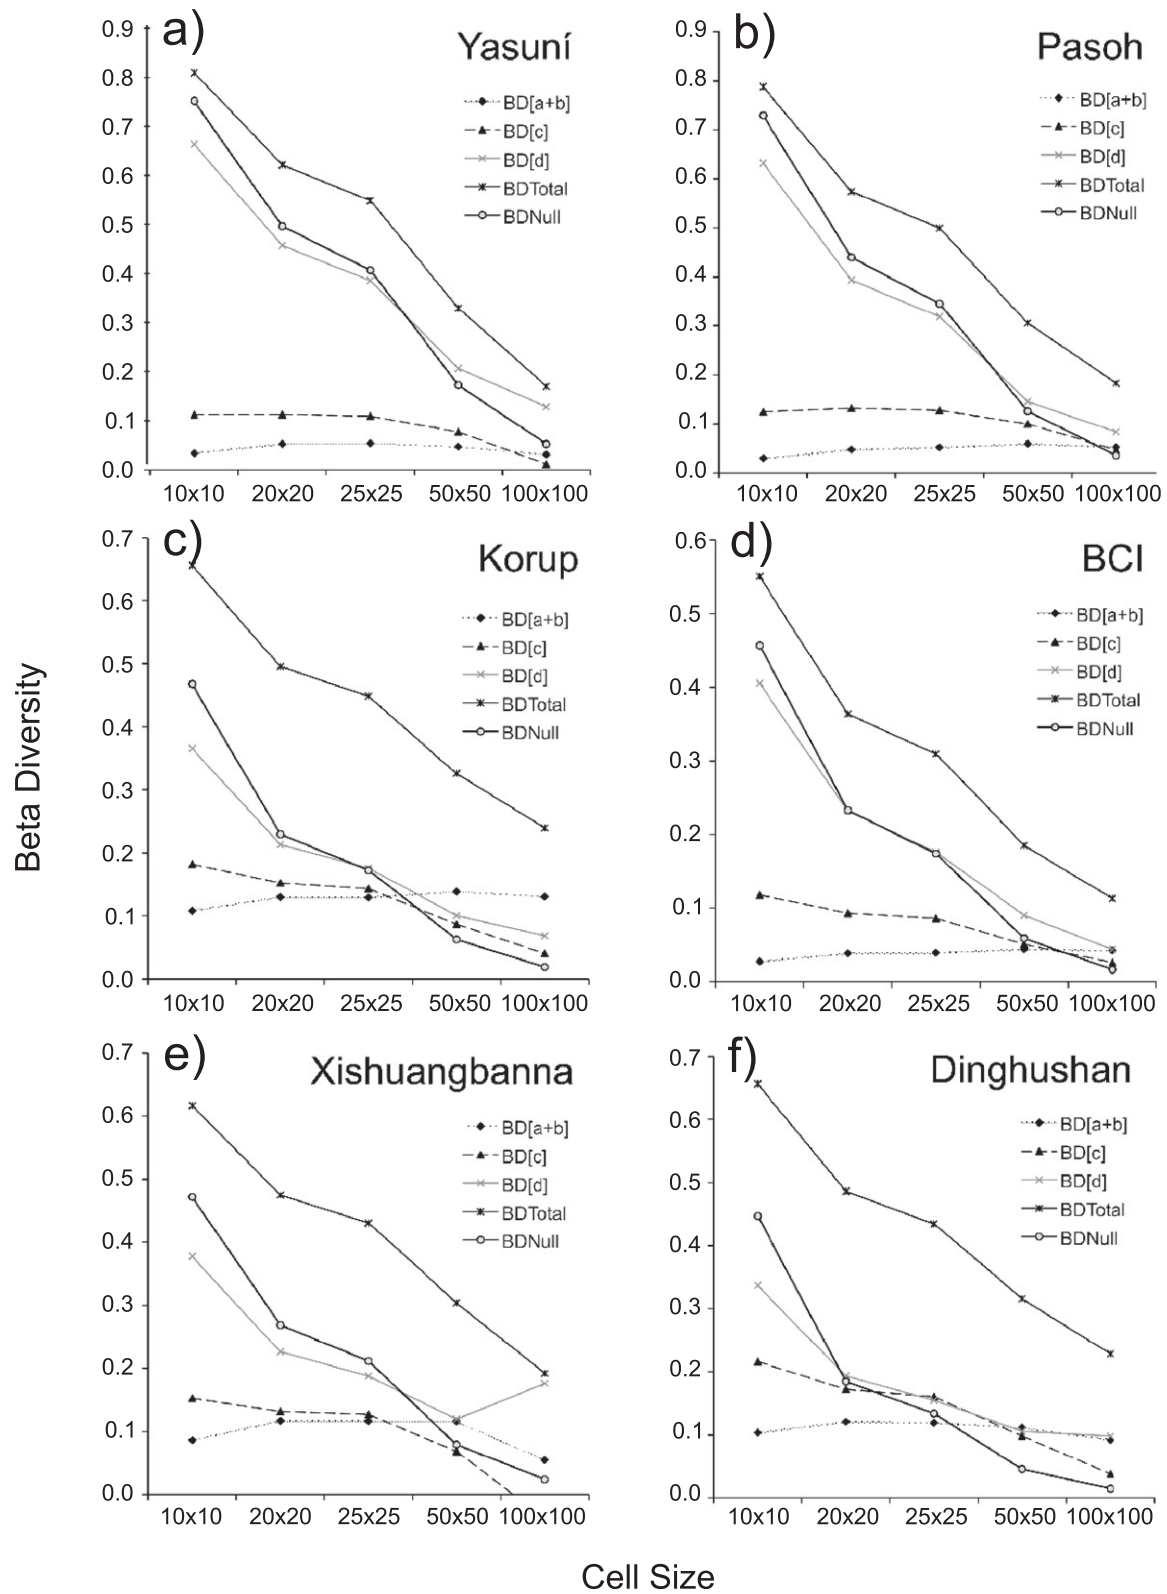 a)
Yasuní
0.9
0.8
0.7
0.6
0.5
0.4
0.3
0.2
0.1
0.0
BD[a+b]
BD[c]
BD[d]
BDTotal
BDNull
10x10 20x20 25x25 50x50 100x100
b)
Pasoh
0.9
0.8
0.7
0.6
0.5
0.4
0.3
0.2
0.1
0.0
BD[a+b]
BD[c]
BD[d]
BDTotal
BDNull
10x10 20x20 25x25 50x50 100x100
c)
Korup
0.7
0.6
0.5
0.4
0.3
0.2
0.1
0.0
BD[a+b]
BD[c]
BD[d]
BDTotal
BDNull
10x10 20x20 25x25 50x50 100x100
d)
BCI
0.6
0.5
0.4
0.3
0.2
0.1
0.0
BD[a+b]
BD[c]
BD[d]
BDTotal
BDNull
10x10 20x20 25x25 50x50 100x100
e)
Xishuangbanna
0.7
0.6
0.5
0.4
0.3
0.2
0.1
0.0
BD[a+b]
BD[c]
BD[d]
BDTotal
BDNull
10x10 20x20 25x25 50x50 100x100
f)
Dinghushan
0.7
0.6
0.5
0.4
0.3
0.2
0.1
0.0
BD[a+b]
BD[c]
BD[d]
BDTotal
BDNull
10x10 20x20 25x25 50x50 100x100
Beta Diversity
Cell Size